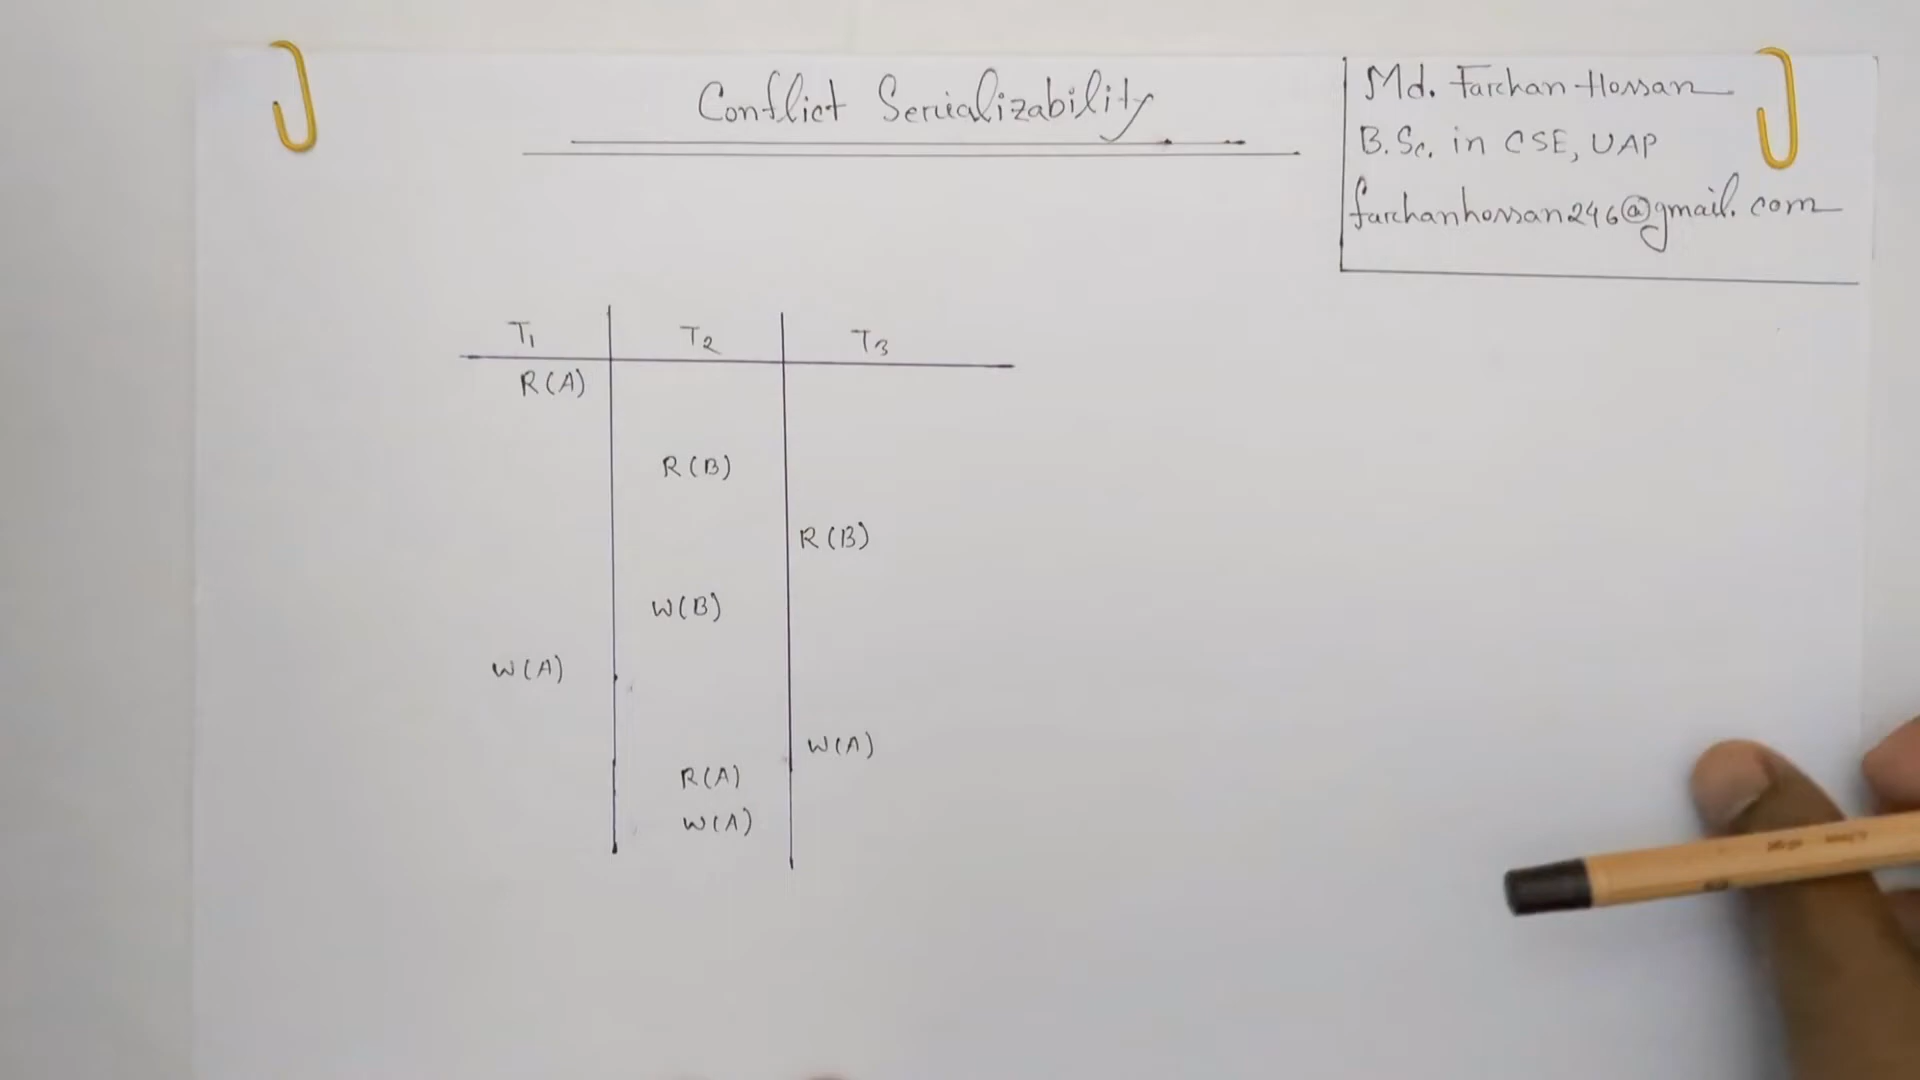 Conflict Serializability
Md. Farhan Hossan
B.Sc. in CSE, UAP
farhanhossan246@gmail.com
T1 T2 T3
R(A)
R(B)
R(B)
W(B)
W(A)
W(A)
R(A)
W(A)